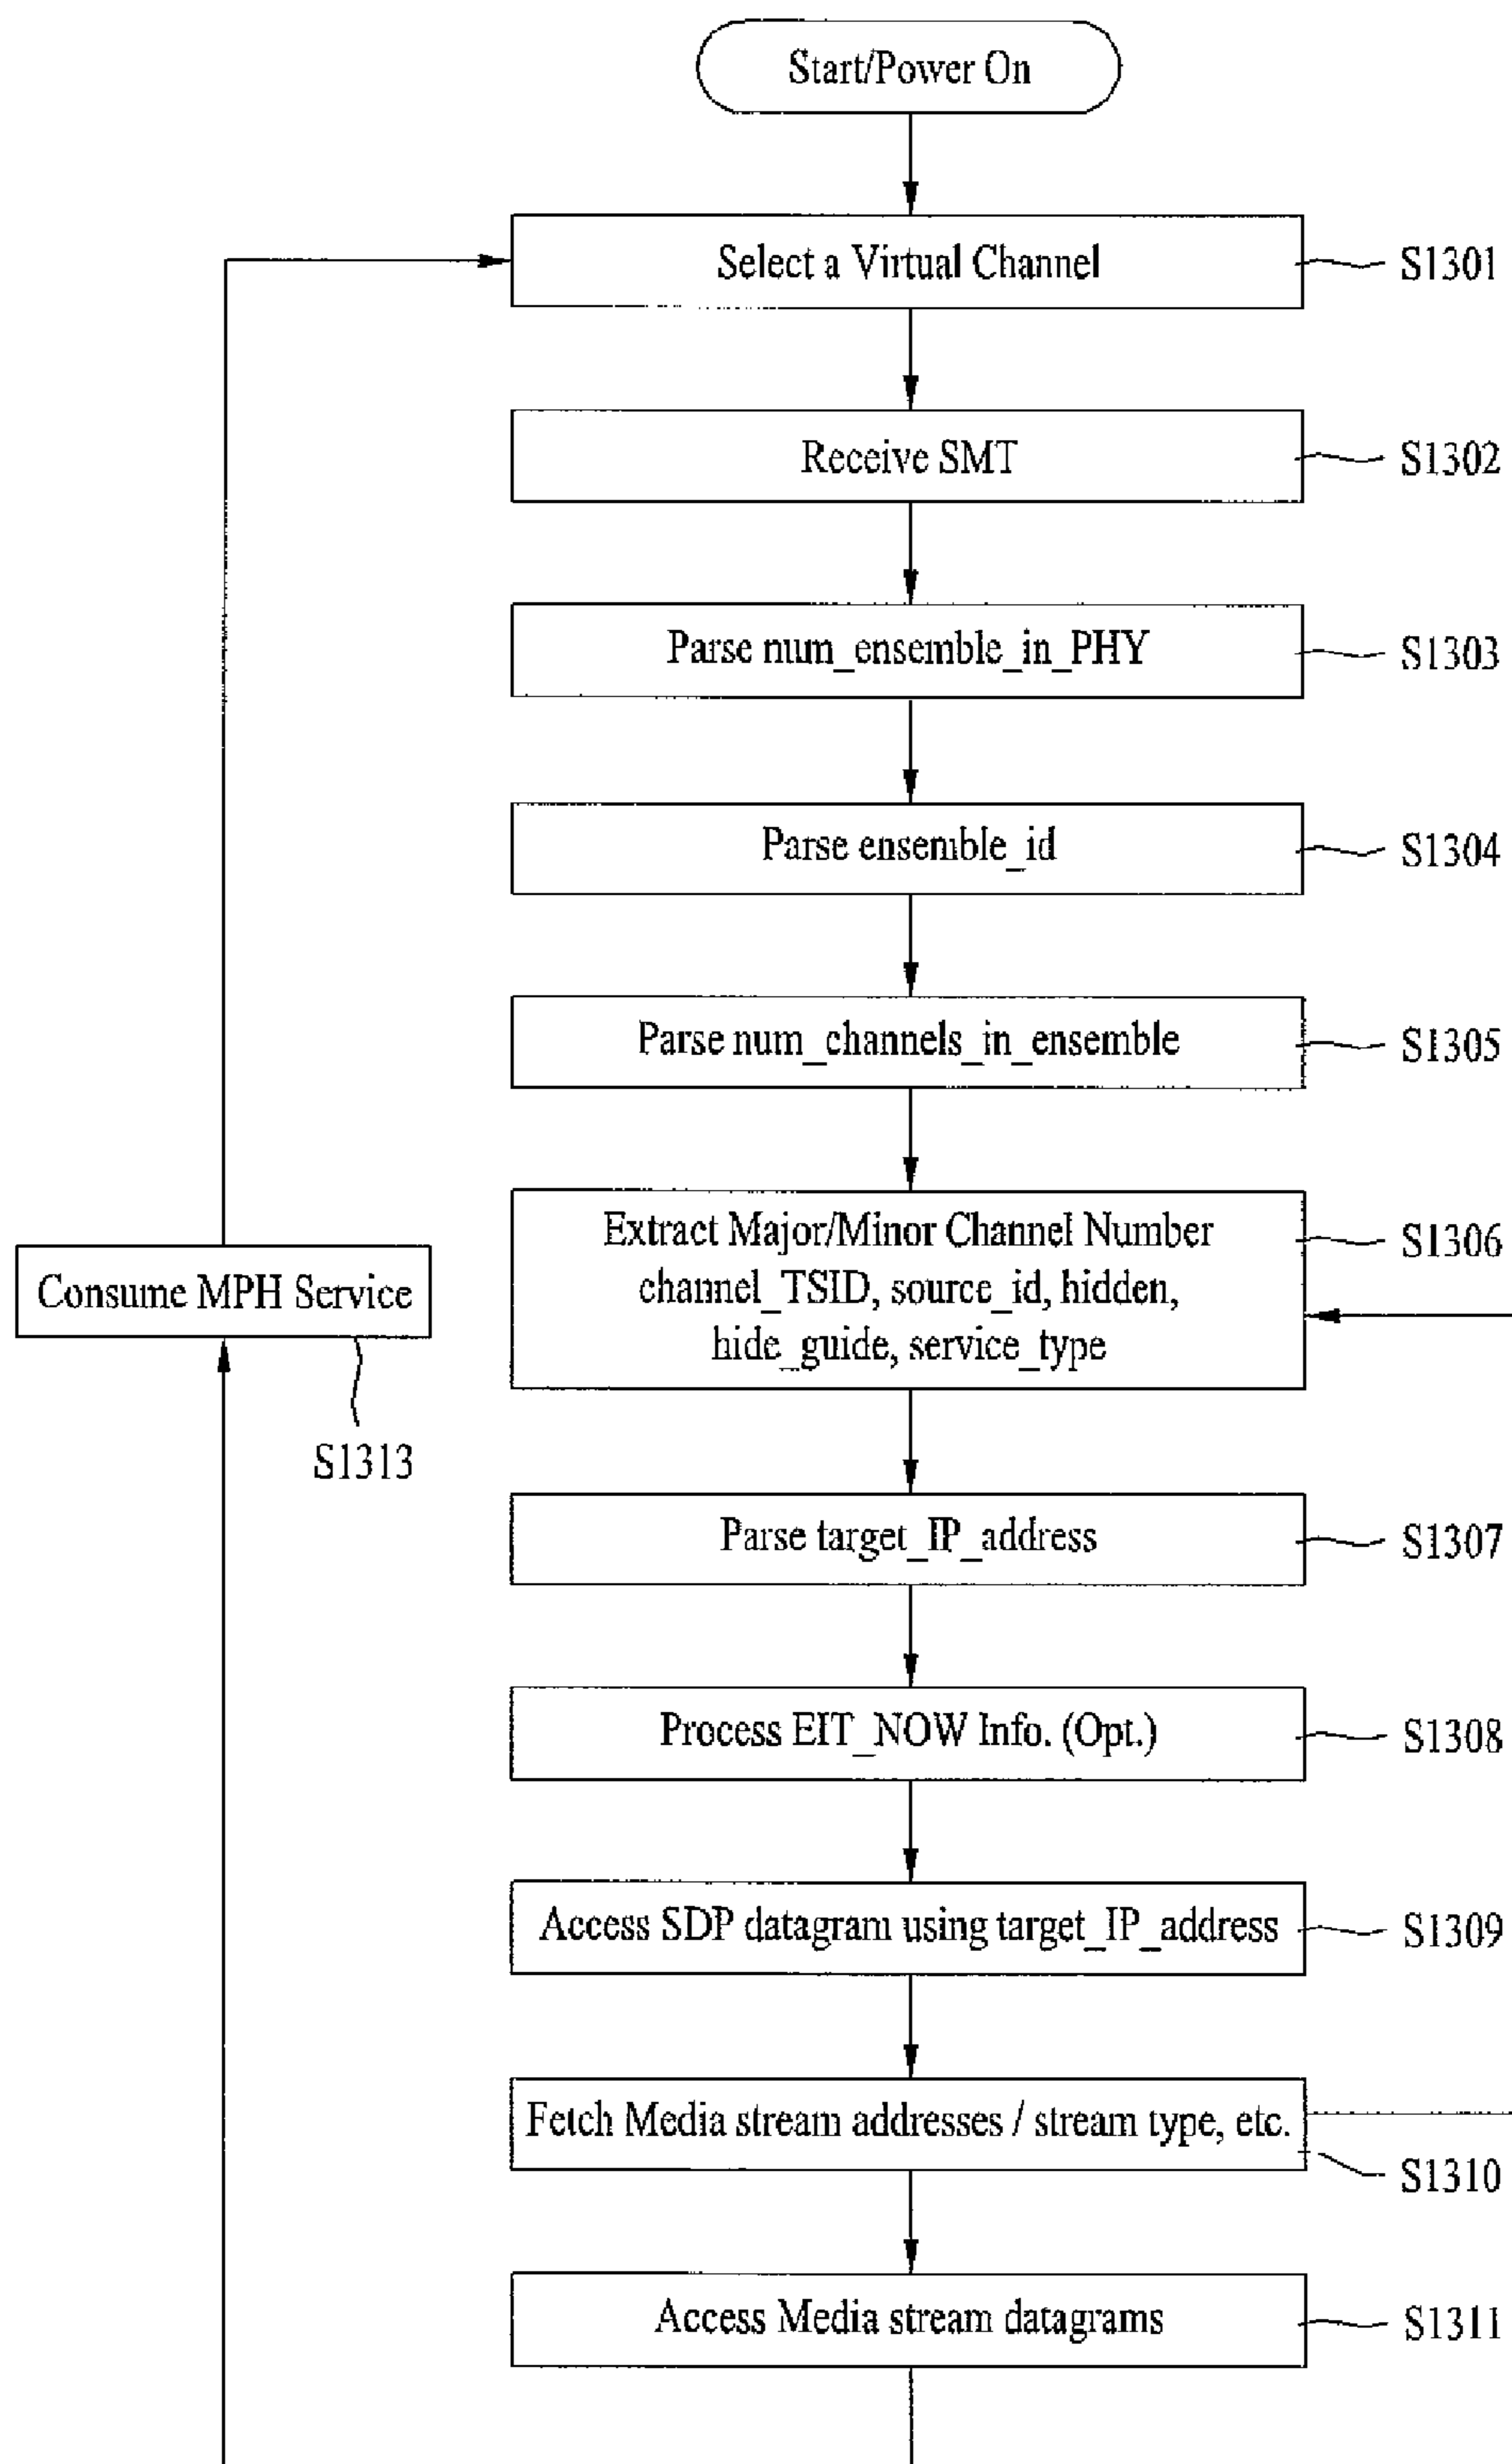 Start/Power On
Select a Virtual Channel
S1301
Receive SMT
S1302
Parse num_ensemble_in_PHY
S1303
Parse ensemble_id
S1304
Parse num_channels_in_ensemble
S1305
Extract Major/Minor Channel Number
channel_TSID, source_id, hidden,
hide_guide, service_type
S1306
Consume MPH Service
S1313
Parse target_IP_address
S1307
Process EIT_NOW Info. (Opt.)
S1308
Access SDP datagram using target_IP_address
S1309
Fetch Media stream addresses / stream type, etc.
S1310
Access Media stream datagrams
S1311